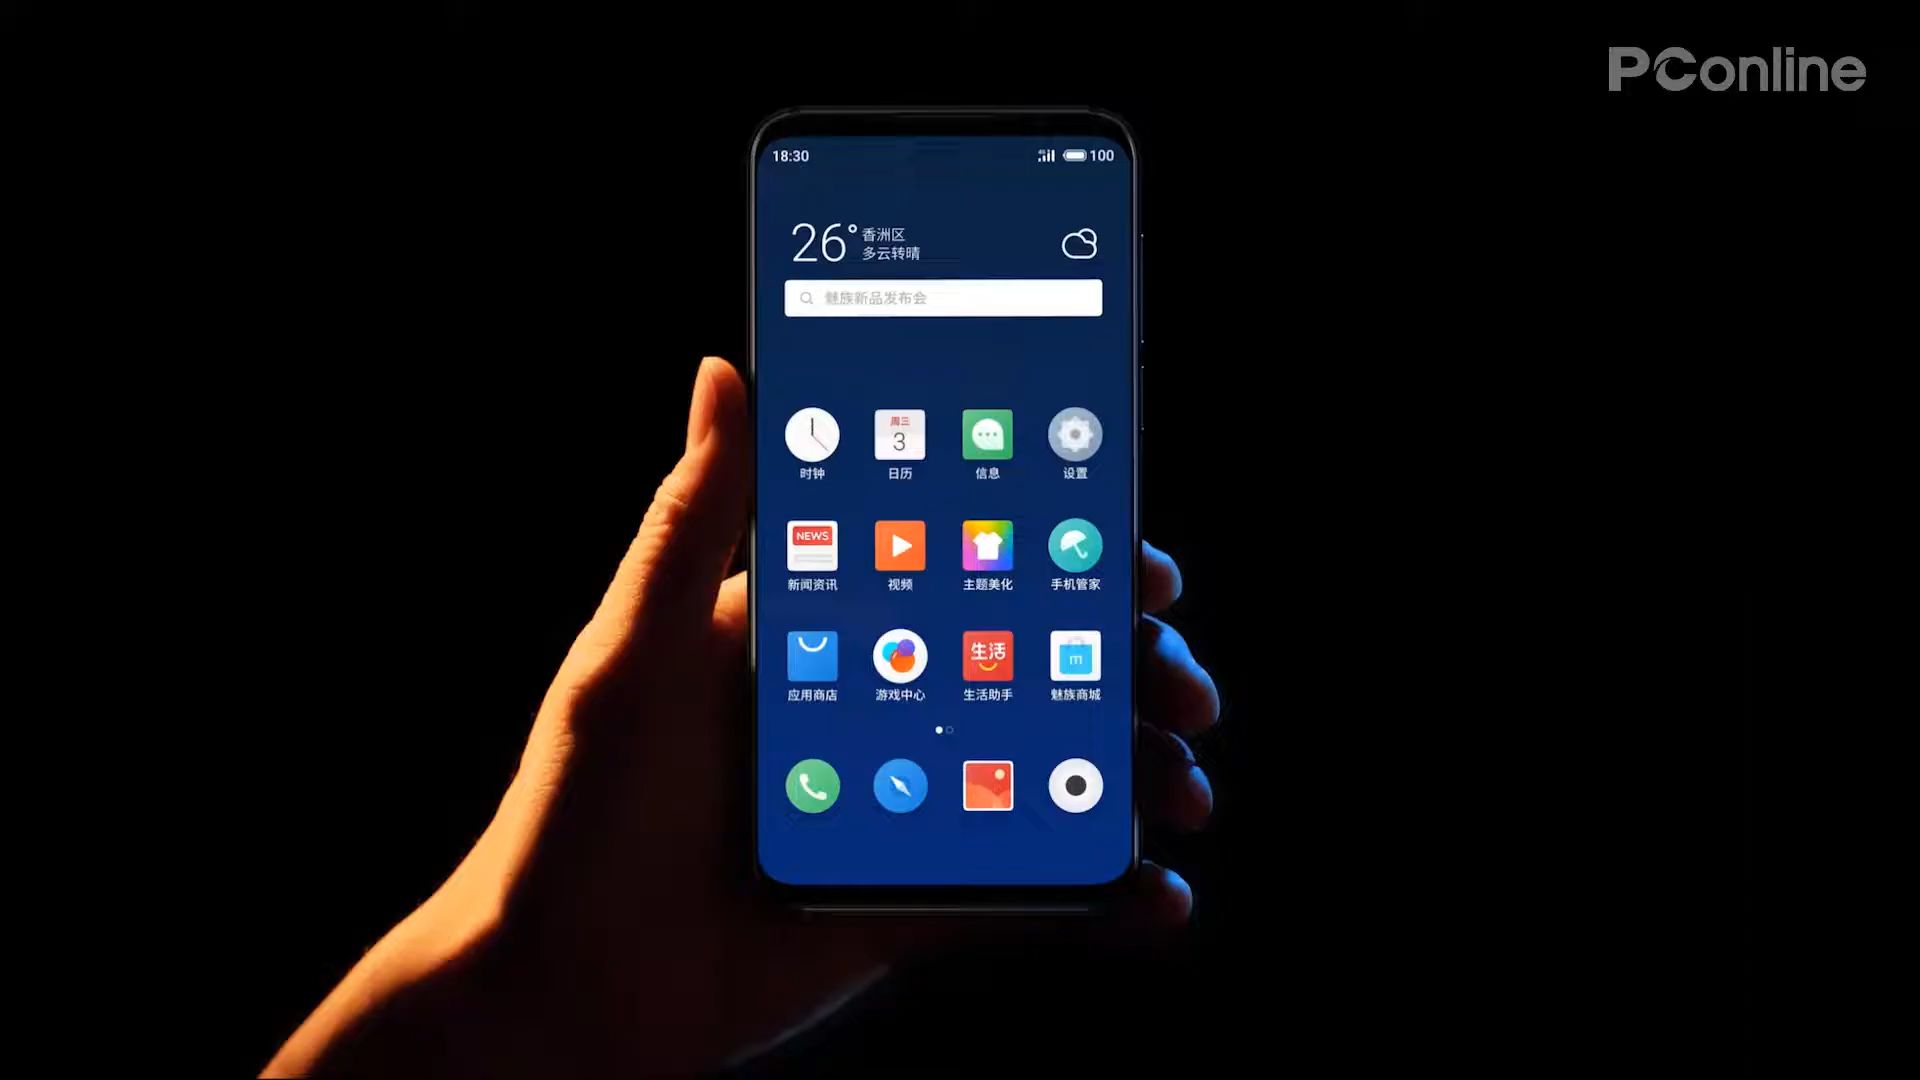 PConline
18:30
4G
100
26°
香洲区
多云转晴
魅族新品发布会
时钟
周三
3
日历
信息
设置
NEWS
新闻资讯
视频
主题美化
手机管家
应用商店
游戏中心
生活
生活助手
m
魅族商城